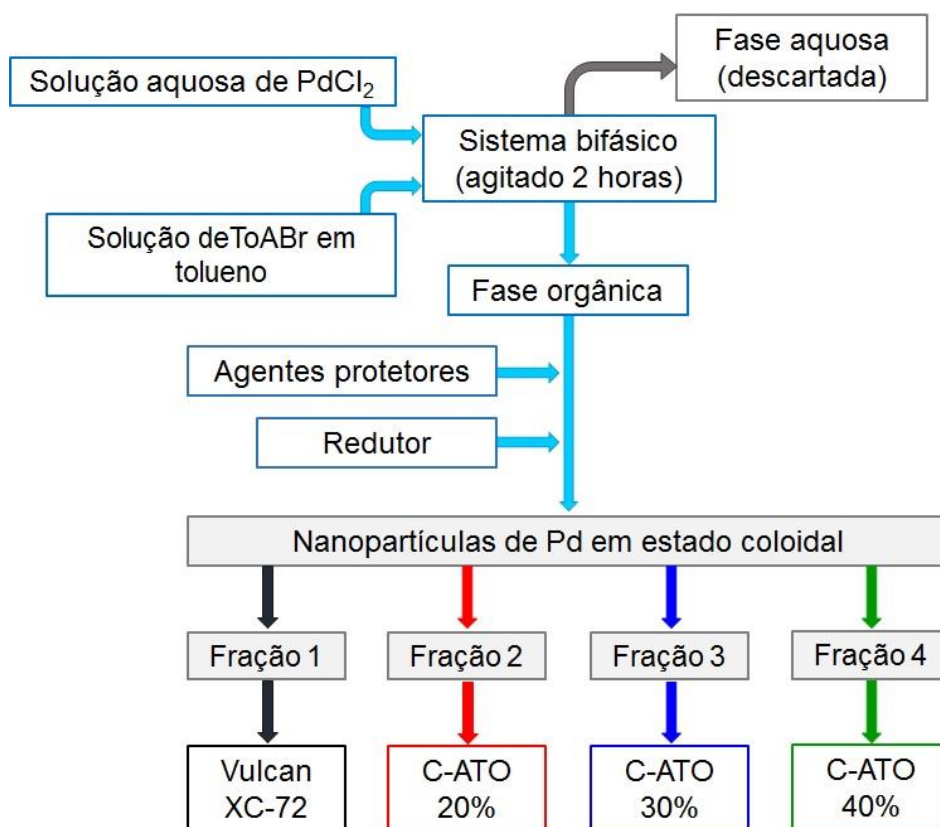 Fase aquosa
(descartada)
Solução aquosa de PdCl₂
Sistema bifásico
(agitado 2 horas)
Solução deToABr em
tolueno
Fase orgânica
Agentes protetores
Redutor
Nanopartículas de Pd em estado coloidal
Fração 1
Fração 2
Fração 3
Fração 4
Vulcan
XC-72
C-ATO
20%
C-ATO
30%
C-ATO
40%